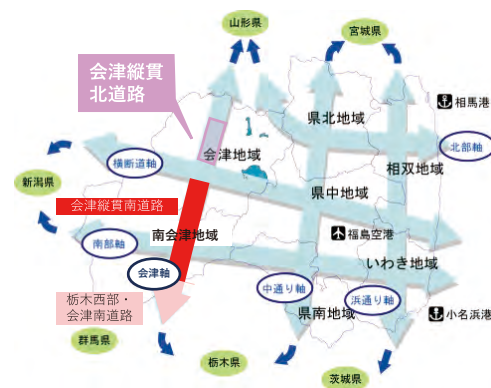 山形県
宮城県
会津縦貫
北道路
県北地域
相馬港
北部軸
会津地域
横断道軸
相双地域
新潟県
県中地域
会津縦貫南道路
南会津地域
福島空港
南部軸
いわき地域
会津軸
中通り軸
浜通り軸
栃木西部・
会津南道路
県南地域
小名浜港
群馬県
栃木県
茨城県